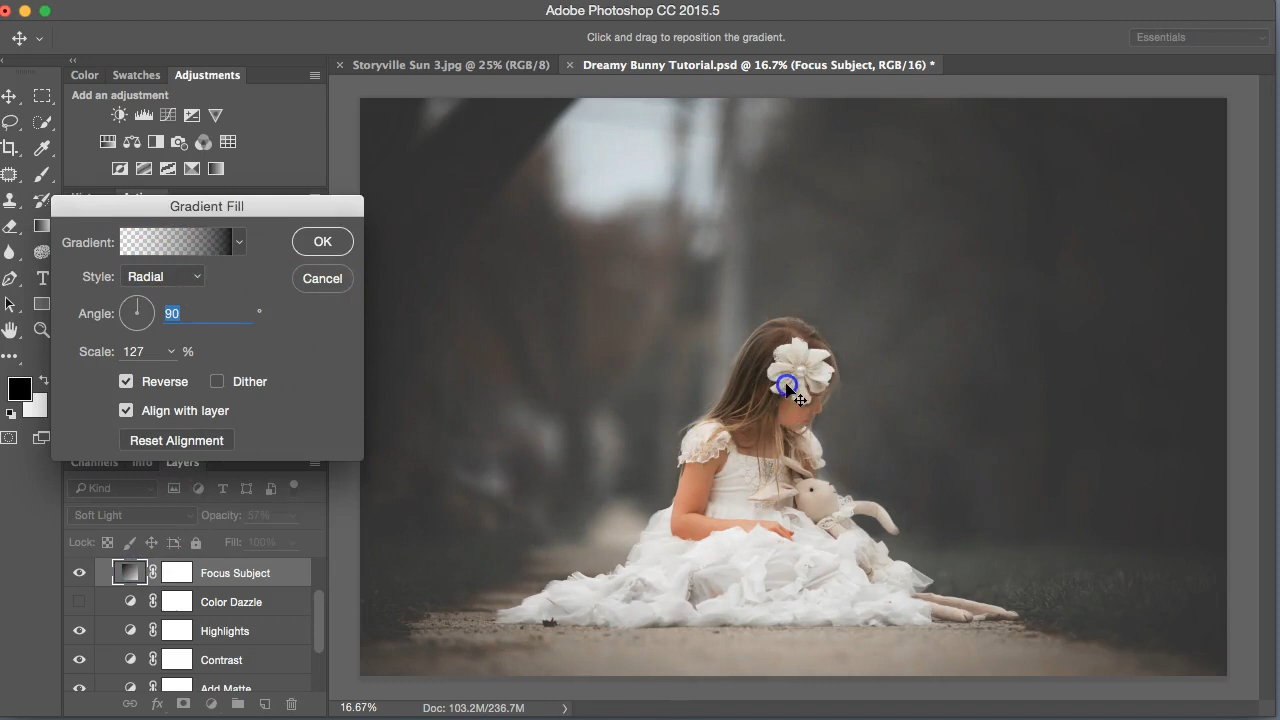 Adobe Photoshop CC 2015.5
Click and drag to reposition the gradient.
Essentials
Color Swatches Adjustments
× Storyville Sun 3.jpg @ 25% (RGB/8) × Dreamy Bunny Tutorial.psd @ 16.7% (Focus Subject, RGB/16) *
Add an adjustment
Gradient Fill
Gradient:
OK
Style: Radial
Cancel
Angle: 90 °
Scale: 127 %
Reverse Dither
Align with layer
Reset Alignment
Channels Info Layers
Kind
Soft Light Opacity: 57%
Lock: Fill: 100%
Focus Subject
Color Dazzle
Highlights
Contrast
Add Matte
16.67% Doc: 103.2M/236.7M